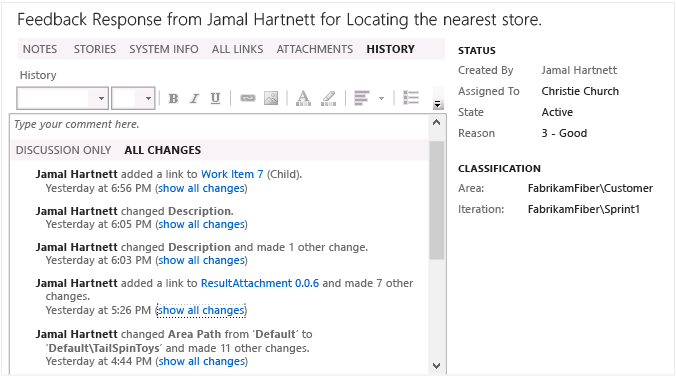 Feedback Response from Jamal Hartnett for Locating the nearest store.
NOTES STORIES SYSTEM INFO ALL LINKS ATTACHMENTS HISTORY
History
B I U A
Type your comment here.
DISCUSSION ONLY ALL CHANGES
Jamal Hartnett added a link to Work Item 7 (Child).
Yesterday at 6:56 PM (show all changes)
Jamal Hartnett changed Description.
Yesterday at 6:05 PM (show all changes)
Jamal Hartnett changed Description and made 1 other change.
Yesterday at 6:03 PM (show all changes)
Jamal Hartnett added a link to ResultAttachment 0.0.6 and made 7 other
changes.
Yesterday at 5:26 PM (show all changes)
Jamal Hartnett changed Area Path from 'Default' to
'Default\TailSpinToys' and made 11 other changes.
Yesterday at 4:44 PM (show all changes)
STATUS
Created By Jamal Hartnett
Assigned To Christie Church
State Active
Reason 3 - Good
CLASSIFICATION
Area: FabrikamFiber\Customer
Iteration: FabrikamFiber\Sprint1